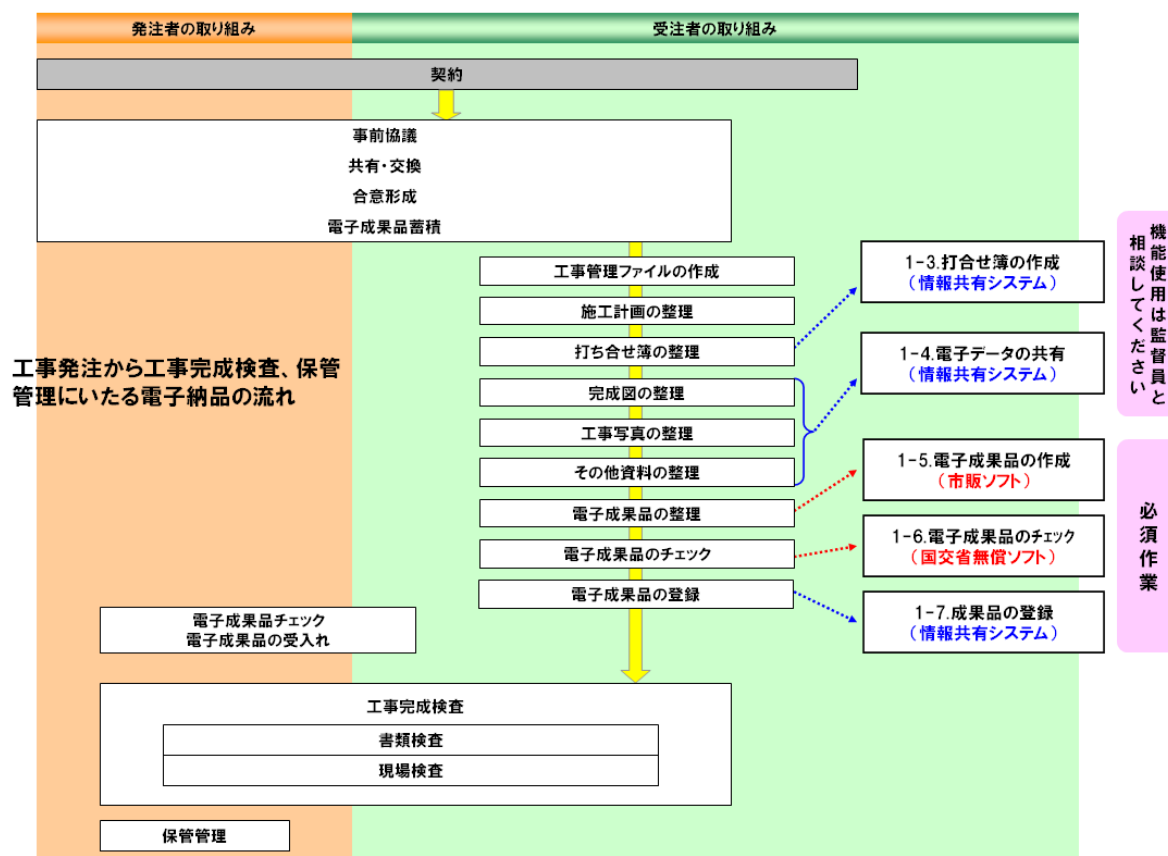 発注者の取り組み
受注者の取り組み
契約
事前協議
共有・交換
合意形成
電子成果品蓄積
工事発注から工事完成検査、保管
管理にいたる電子納品の流れ
工事管理ファイルの作成
施工計画の整理
打ち合せ簿の整理
完成図の整理
工事写真の整理
その他資料の整理
電子成果品の整理
電子成果品のチェック
電子成果品の登録
1-3.打合せ簿の作成
(情報共有システム)
1-4.電子データの共有
(情報共有システム)
1-5.電子成果品の作成
(市販ソフト)
1-6.電子成果品のチェック
(国交省無償ソフト)
1-7.成果品の登録
(情報共有システム)
機能使用は監督員と
相談してください
必須作業
電子成果品チェック
電子成果品の受入れ
工事完成検査
書類検査
現場検査
保管管理